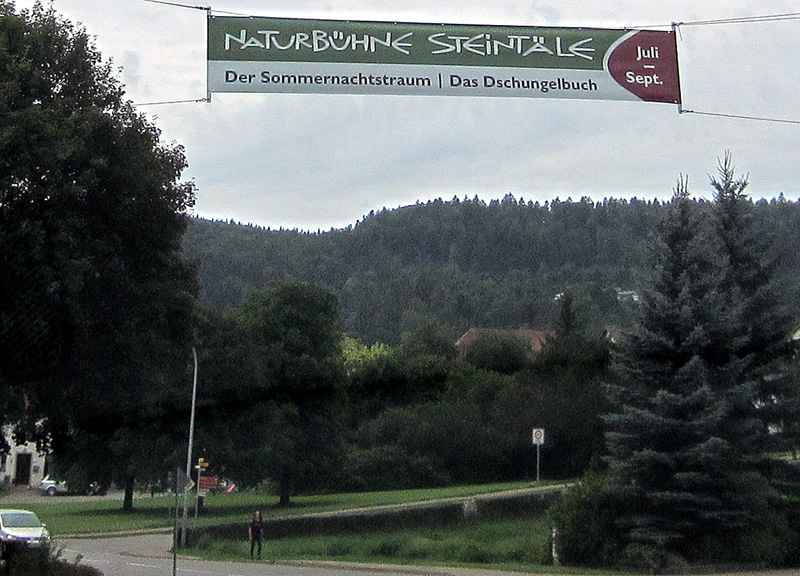 NATURBÜHNE STEINTÄLE
Der Sommernachtstraum | Das Dschungelbuch
Juli
–
Sept.